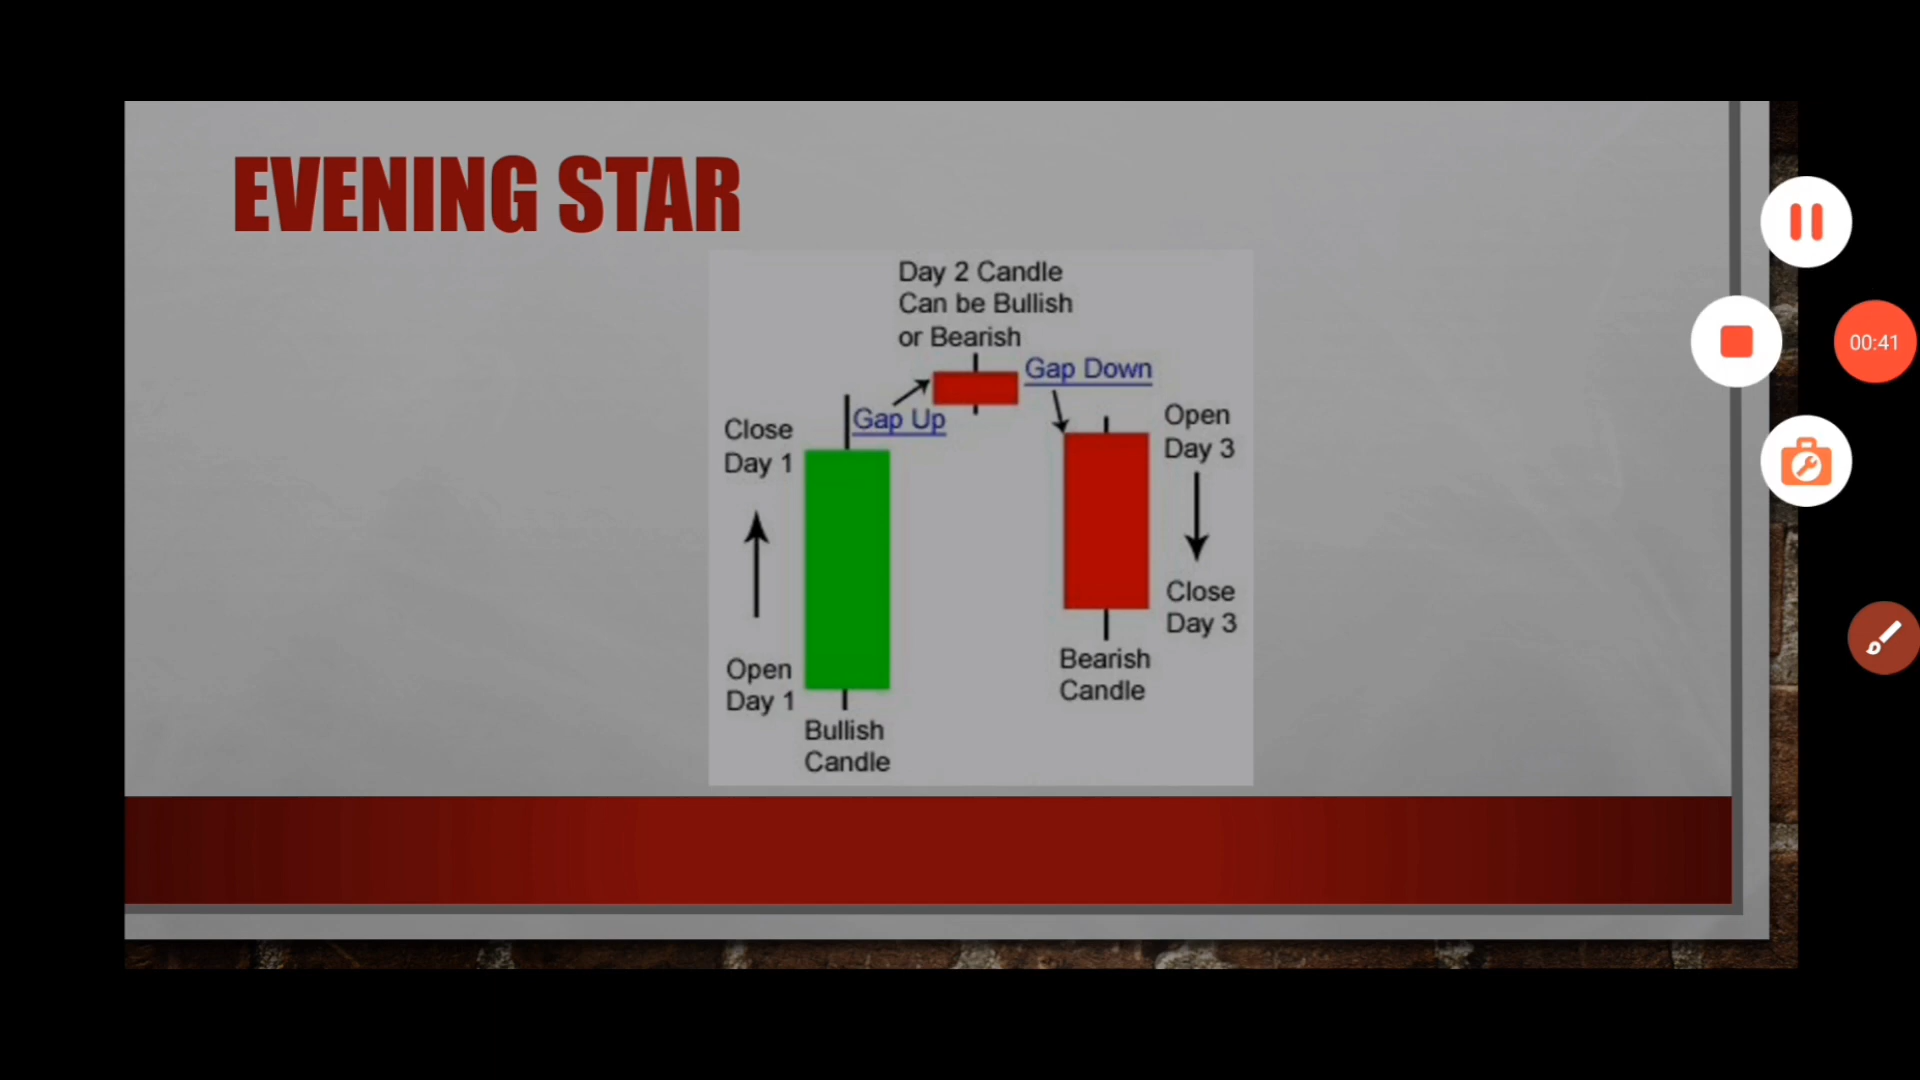 EVENING STAR
Day 2 Candle
Can be Bullish
or Bearish
Gap Down
Gap Up
Close
Day 1
Open
Day 3
Close
Day 3
Open
Day 1
Bearish
Candle
Bullish
Candle
00:41